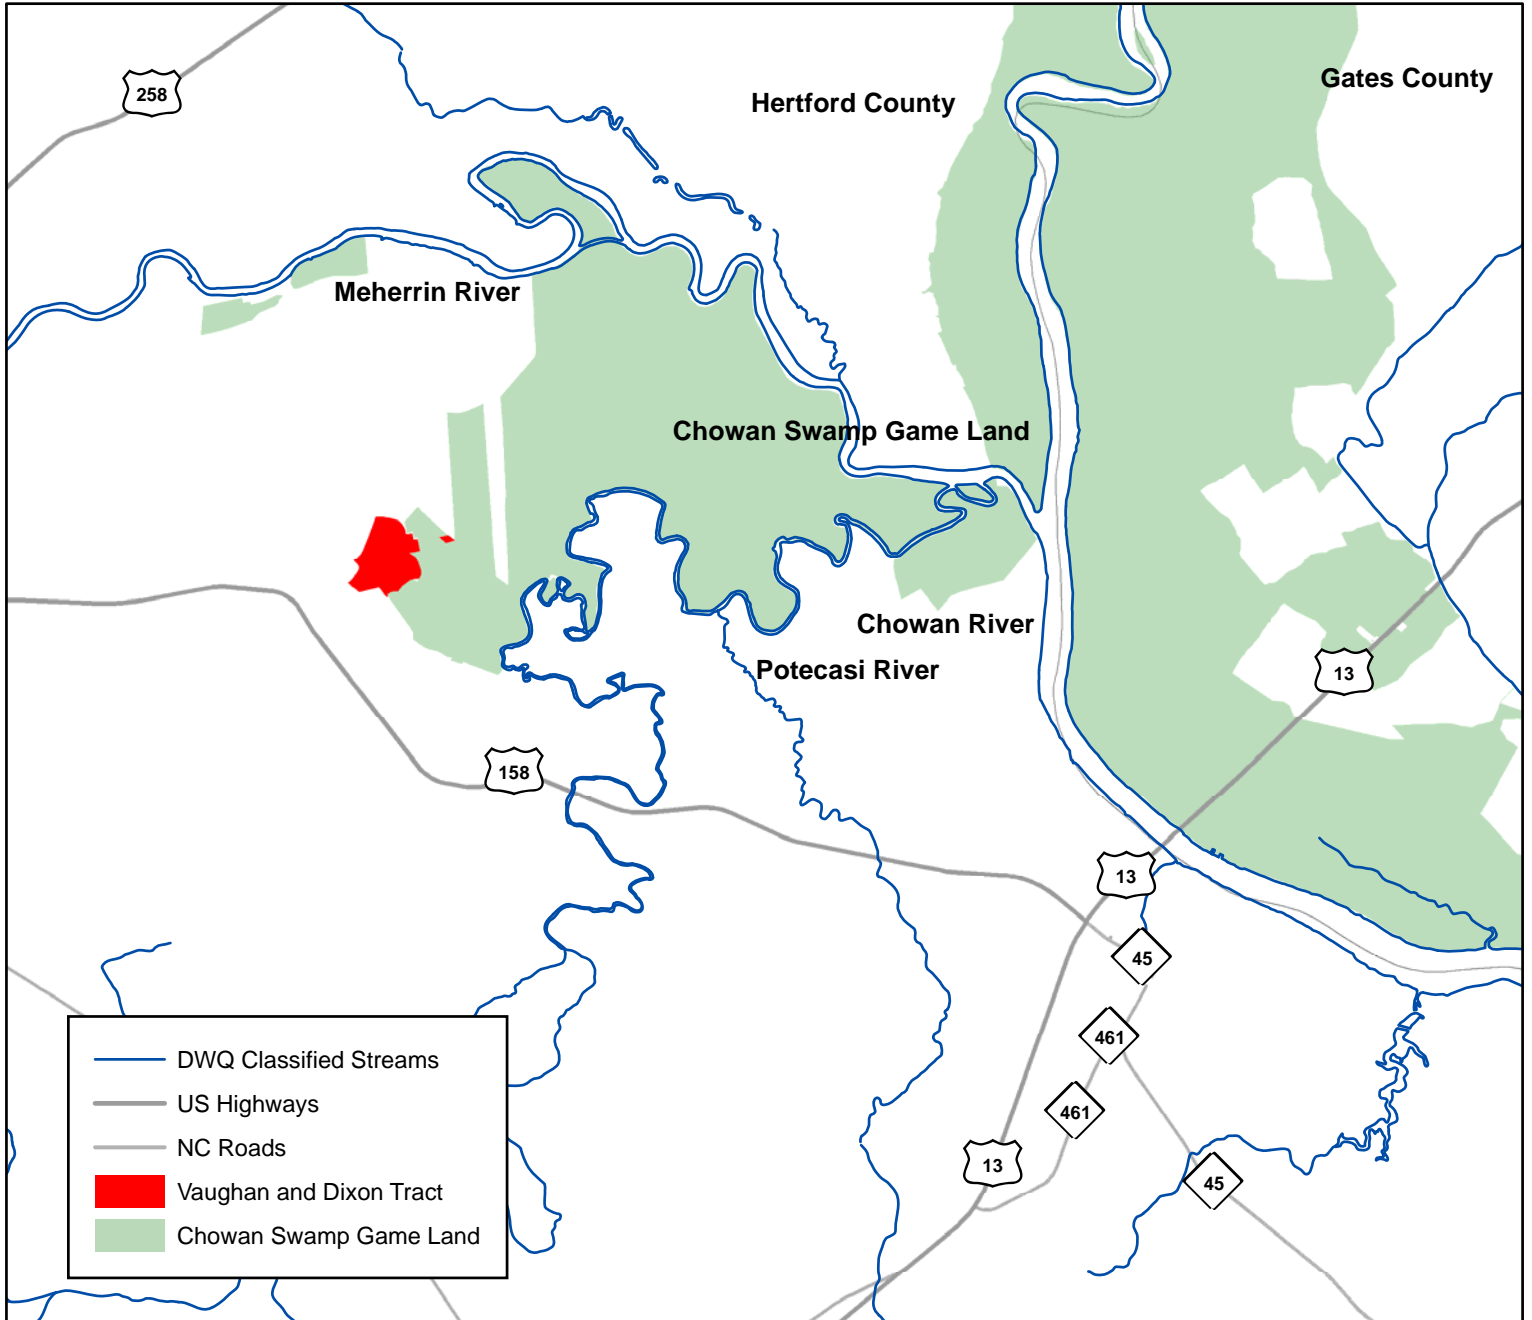 Gates County
258
Hertford County
Meherrin River
Chowan Swamp Game Land
Chowan River
Potecasi River
13
158
13
45
461
461
13
45
DWQ Classified Streams
US Highways
NC Roads
Vaughan and Dixon Tract
Chowan Swamp Game Land